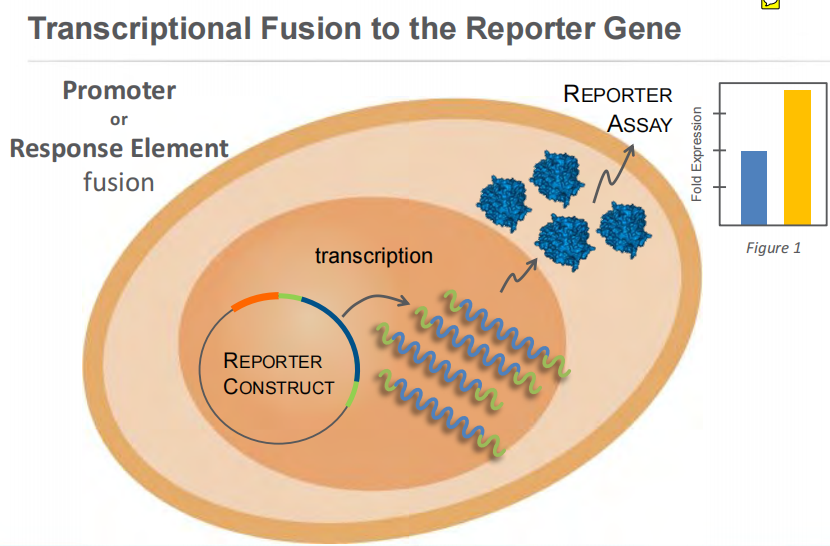 Transcriptional Fusion to the Reporter Gene
Promoter
or
Response Element
fusion
REPORTER
ASSAY
Fold Expression
Figure 1
transcription
REPORTER
CONSTRUCT